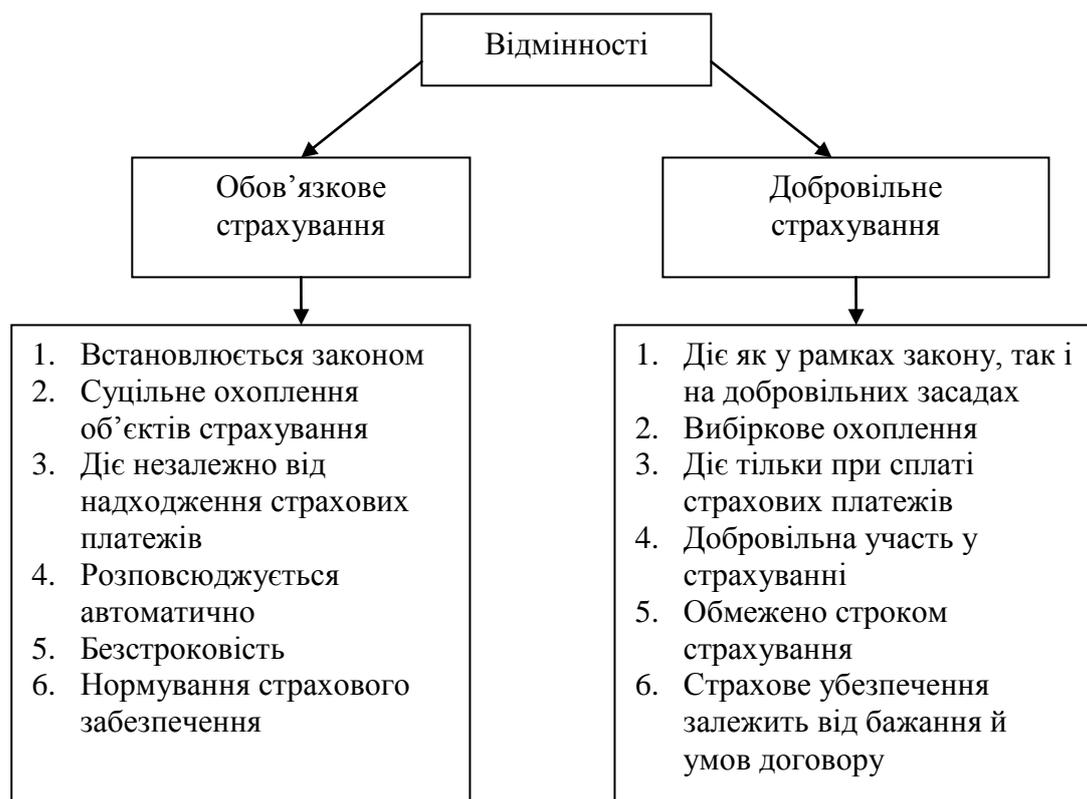 Відмінності
Обов’язкове
страхування
Добровільне
страхування
1. Встановлюється законом
2. Суцільне охоплення
об’єктів страхування
3. Діє незалежно від
надходження страхових
платежів
4. Розповсюджується
автоматично
5. Безстроковість
6. Нормування страхового
забезпечення
1. Діє як у рамках закону, так і
на добровільних засадах
2. Вибіркове охоплення
3. Діє тільки при сплаті
страхових платежів
4. Добровільна участь у
страхуванні
5. Обмежено строком
страхування
6. Страхове убезпечення
залежить від бажання й
умов договору